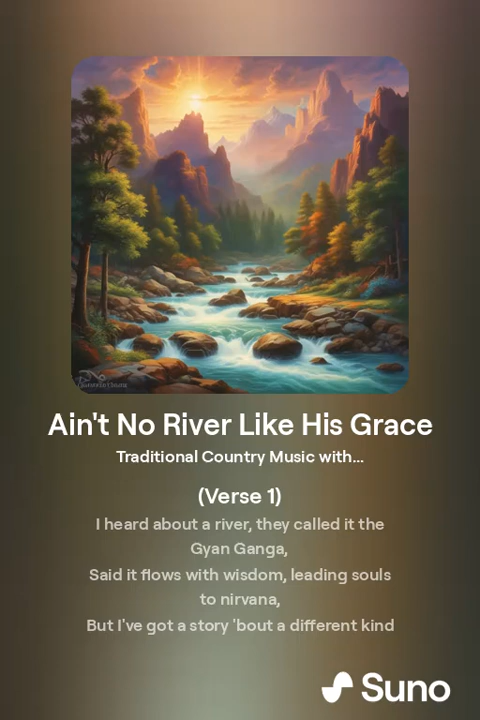 Ain't No River Like His Grace
Traditional Country Music with...
(Verse 1)
I heard about a river, they called it the
Gyan Ganga,
Said it flows with wisdom, leading souls
to nirvana,
But I've got a story 'bout a different kind
Suno